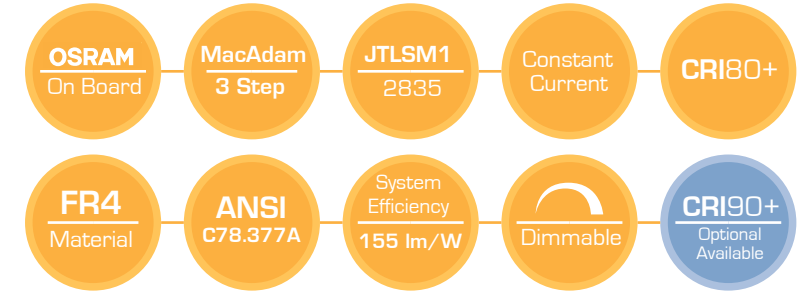 OSRAM
On Board
MacAdam
3 Step
JTLSM1
2835
Constant
Current
CRI80+
FR4
Material
ANSI
C78.377A
System
Efficiency
155 lm/W
Dimmable
CRI90+
Optional
Available